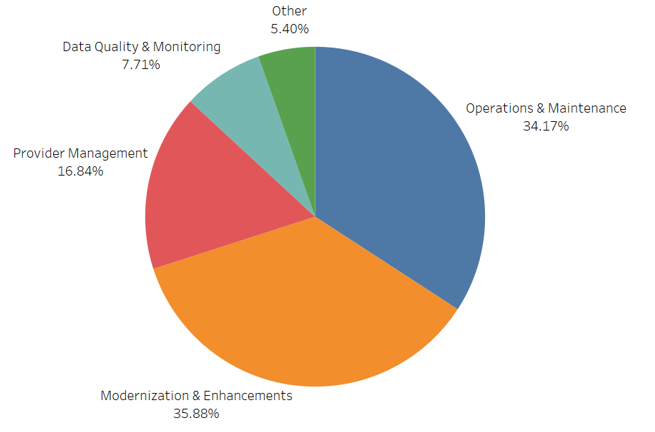 Other
5.40%
Data Quality & Monitoring
7.71%
Operations & Maintenance
34.17%
Provider Management
16.84%
Modernization & Enhancements
35.88%